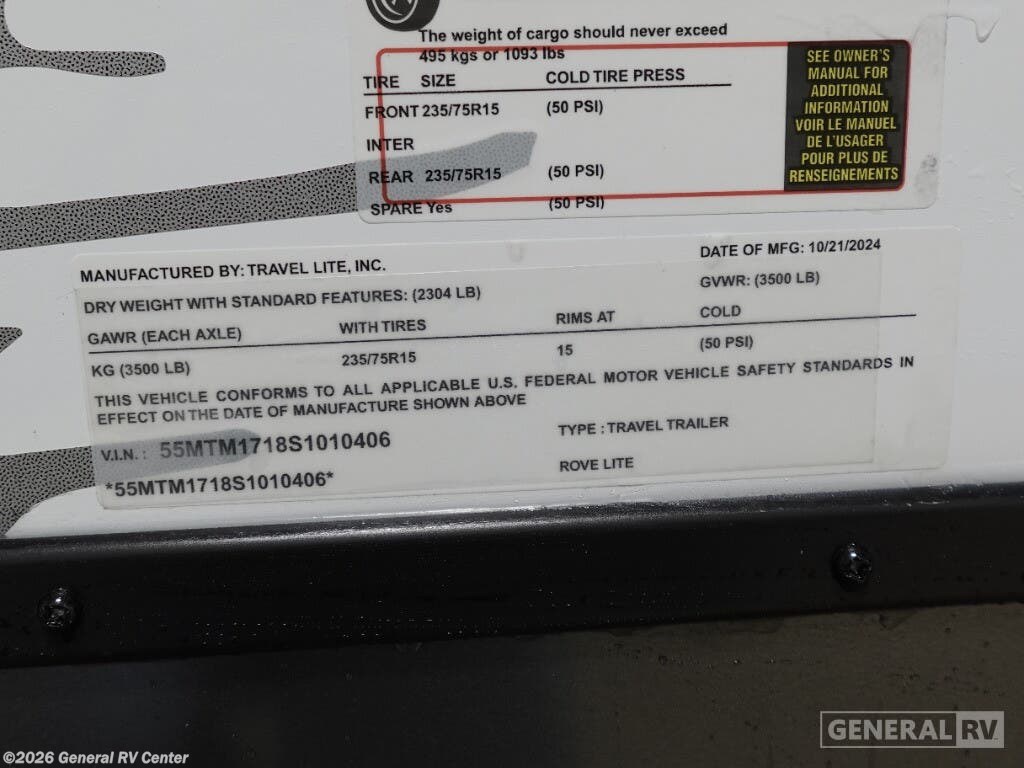 The weight of cargo should never exceed
495 kgs or 1093 lbs
TIRE SIZE COLD TIRE PRESS
FRONT 235/75R15 (50 PSI)
INTER
REAR 235/75R15 (50 PSI)
SPARE Yes (50 PSI)
SEE OWNER'S
MANUAL FOR
ADDITIONAL
INFORMATION
VOIR LE MANUEL
DE L'USAGER
POUR PLUS DE
RENSEIGNEMENTS
MANUFACTURED BY: TRAVEL LITE, INC. DATE OF MFG: 10/21/2024
DRY WEIGHT WITH STANDARD FEATURES: (2304 LB) GVWR: (3500 LB)
GAWR (EACH AXLE) WITH TIRES RIMS AT COLD
KG (3500 LB) 235/75R15 15 (50 PSI)
THIS VEHICLE CONFORMS TO ALL APPLICABLE U.S. FEDERAL MOTOR VEHICLE SAFETY STANDARDS IN
EFFECT ON THE DATE OF MANUFACTURE SHOWN ABOVE
V.I.N. : 55MTM1718S1010406 TYPE : TRAVEL TRAILER
*55MTM1718S1010406* ROVE LITE
GENERAL RV
©2026 General RV Center